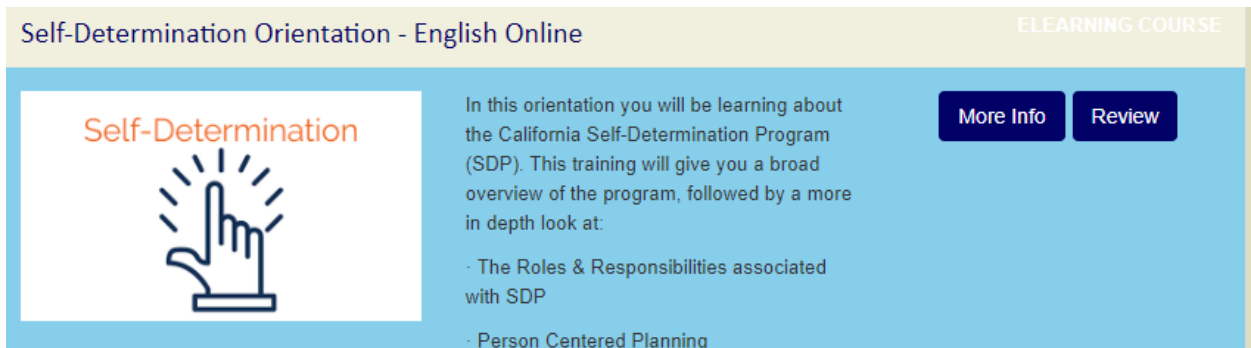 Self-Determination Orientation - English Online
ELEARNING COURSE
Self-Determination
In this orientation you will be learning about
the California Self-Determination Program
(SDP). This training will give you a broad
overview of the program, followed by a more
in depth look at:
· The Roles & Responsibilities associated
with SDP
· Person Centered Planning
More Info
Review